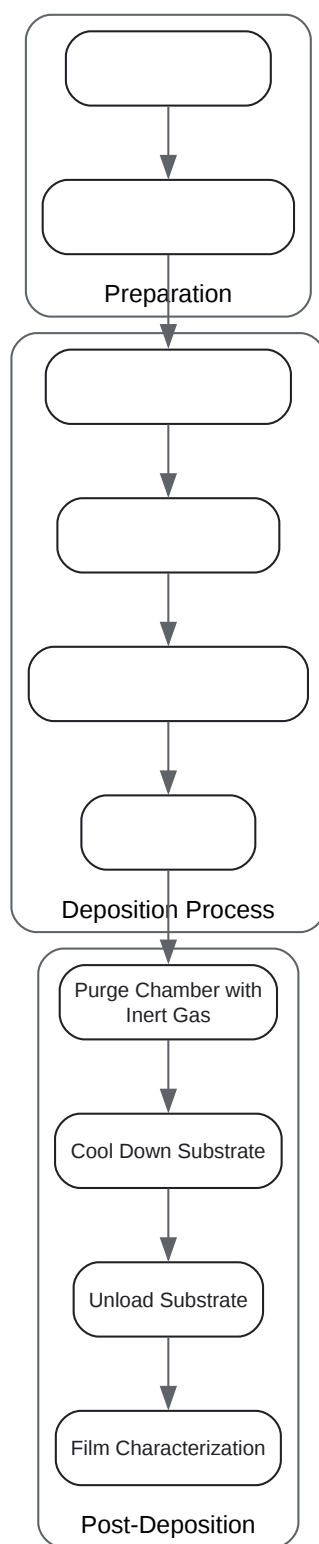 Preparation
Deposition Process
Purge Chamber with
Inert Gas
Cool Down Substrate
Unload Substrate
Film Characterization
Post-Deposition